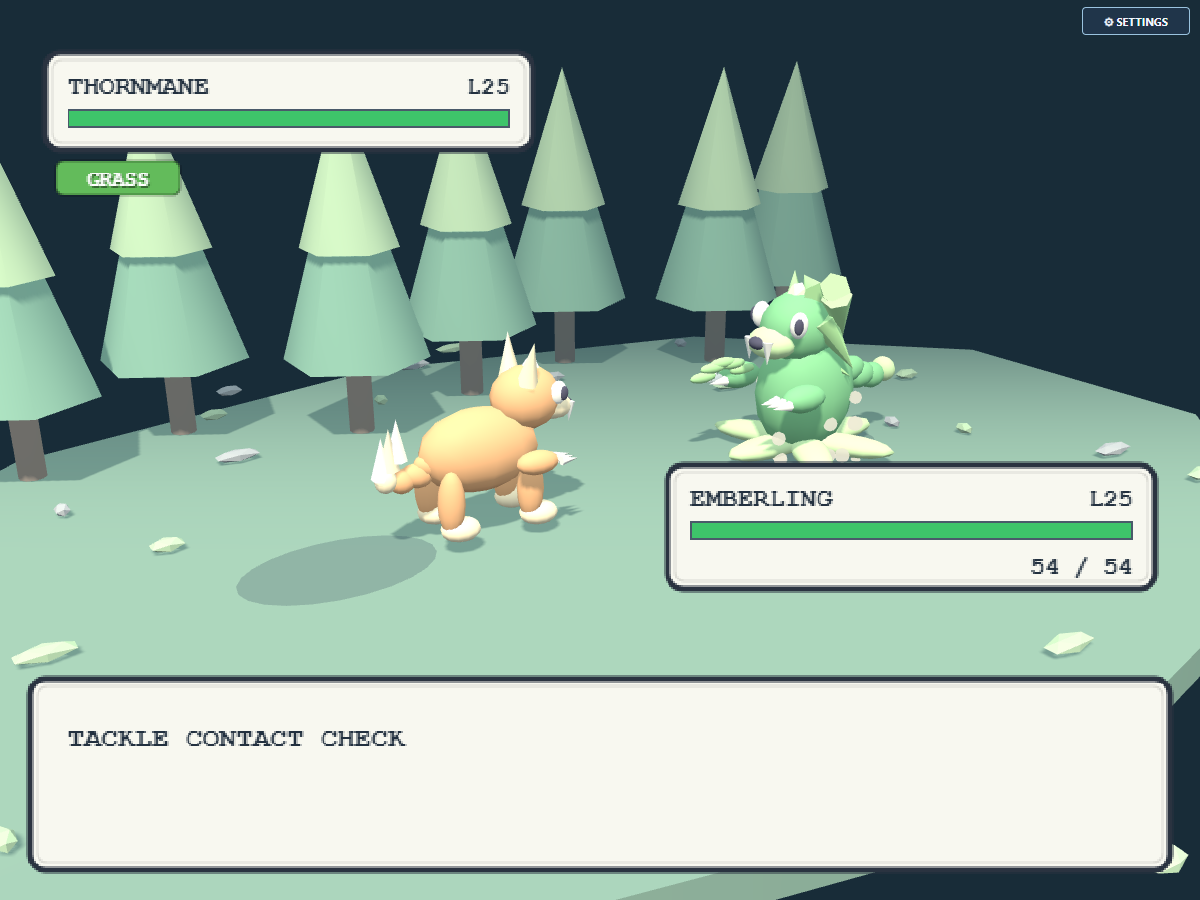 ⚙ SETTINGS
THORNMANE L25
GRASS
EMBERLING L25
54 / 54
TACKLE CONTACT CHECK